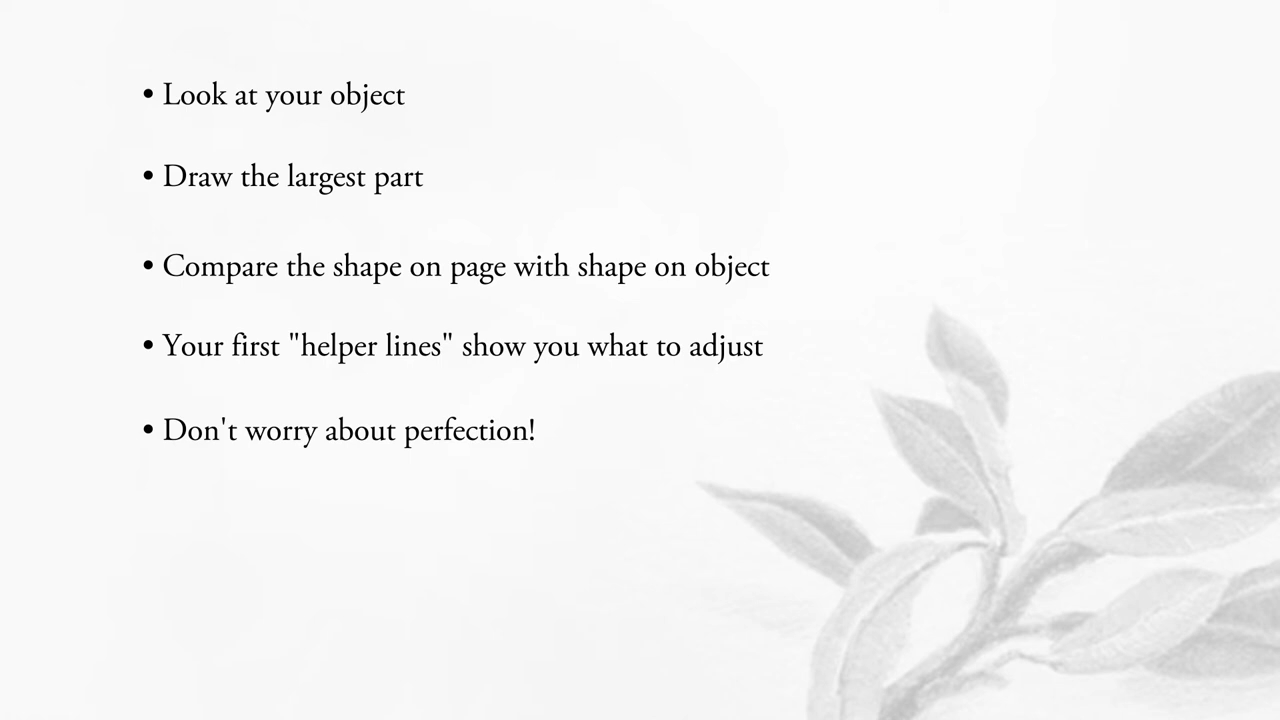 • Look at your object
• Draw the largest part
• Compare the shape on page with shape on object
• Your first "helper lines" show you what to adjust
• Don't worry about perfection!